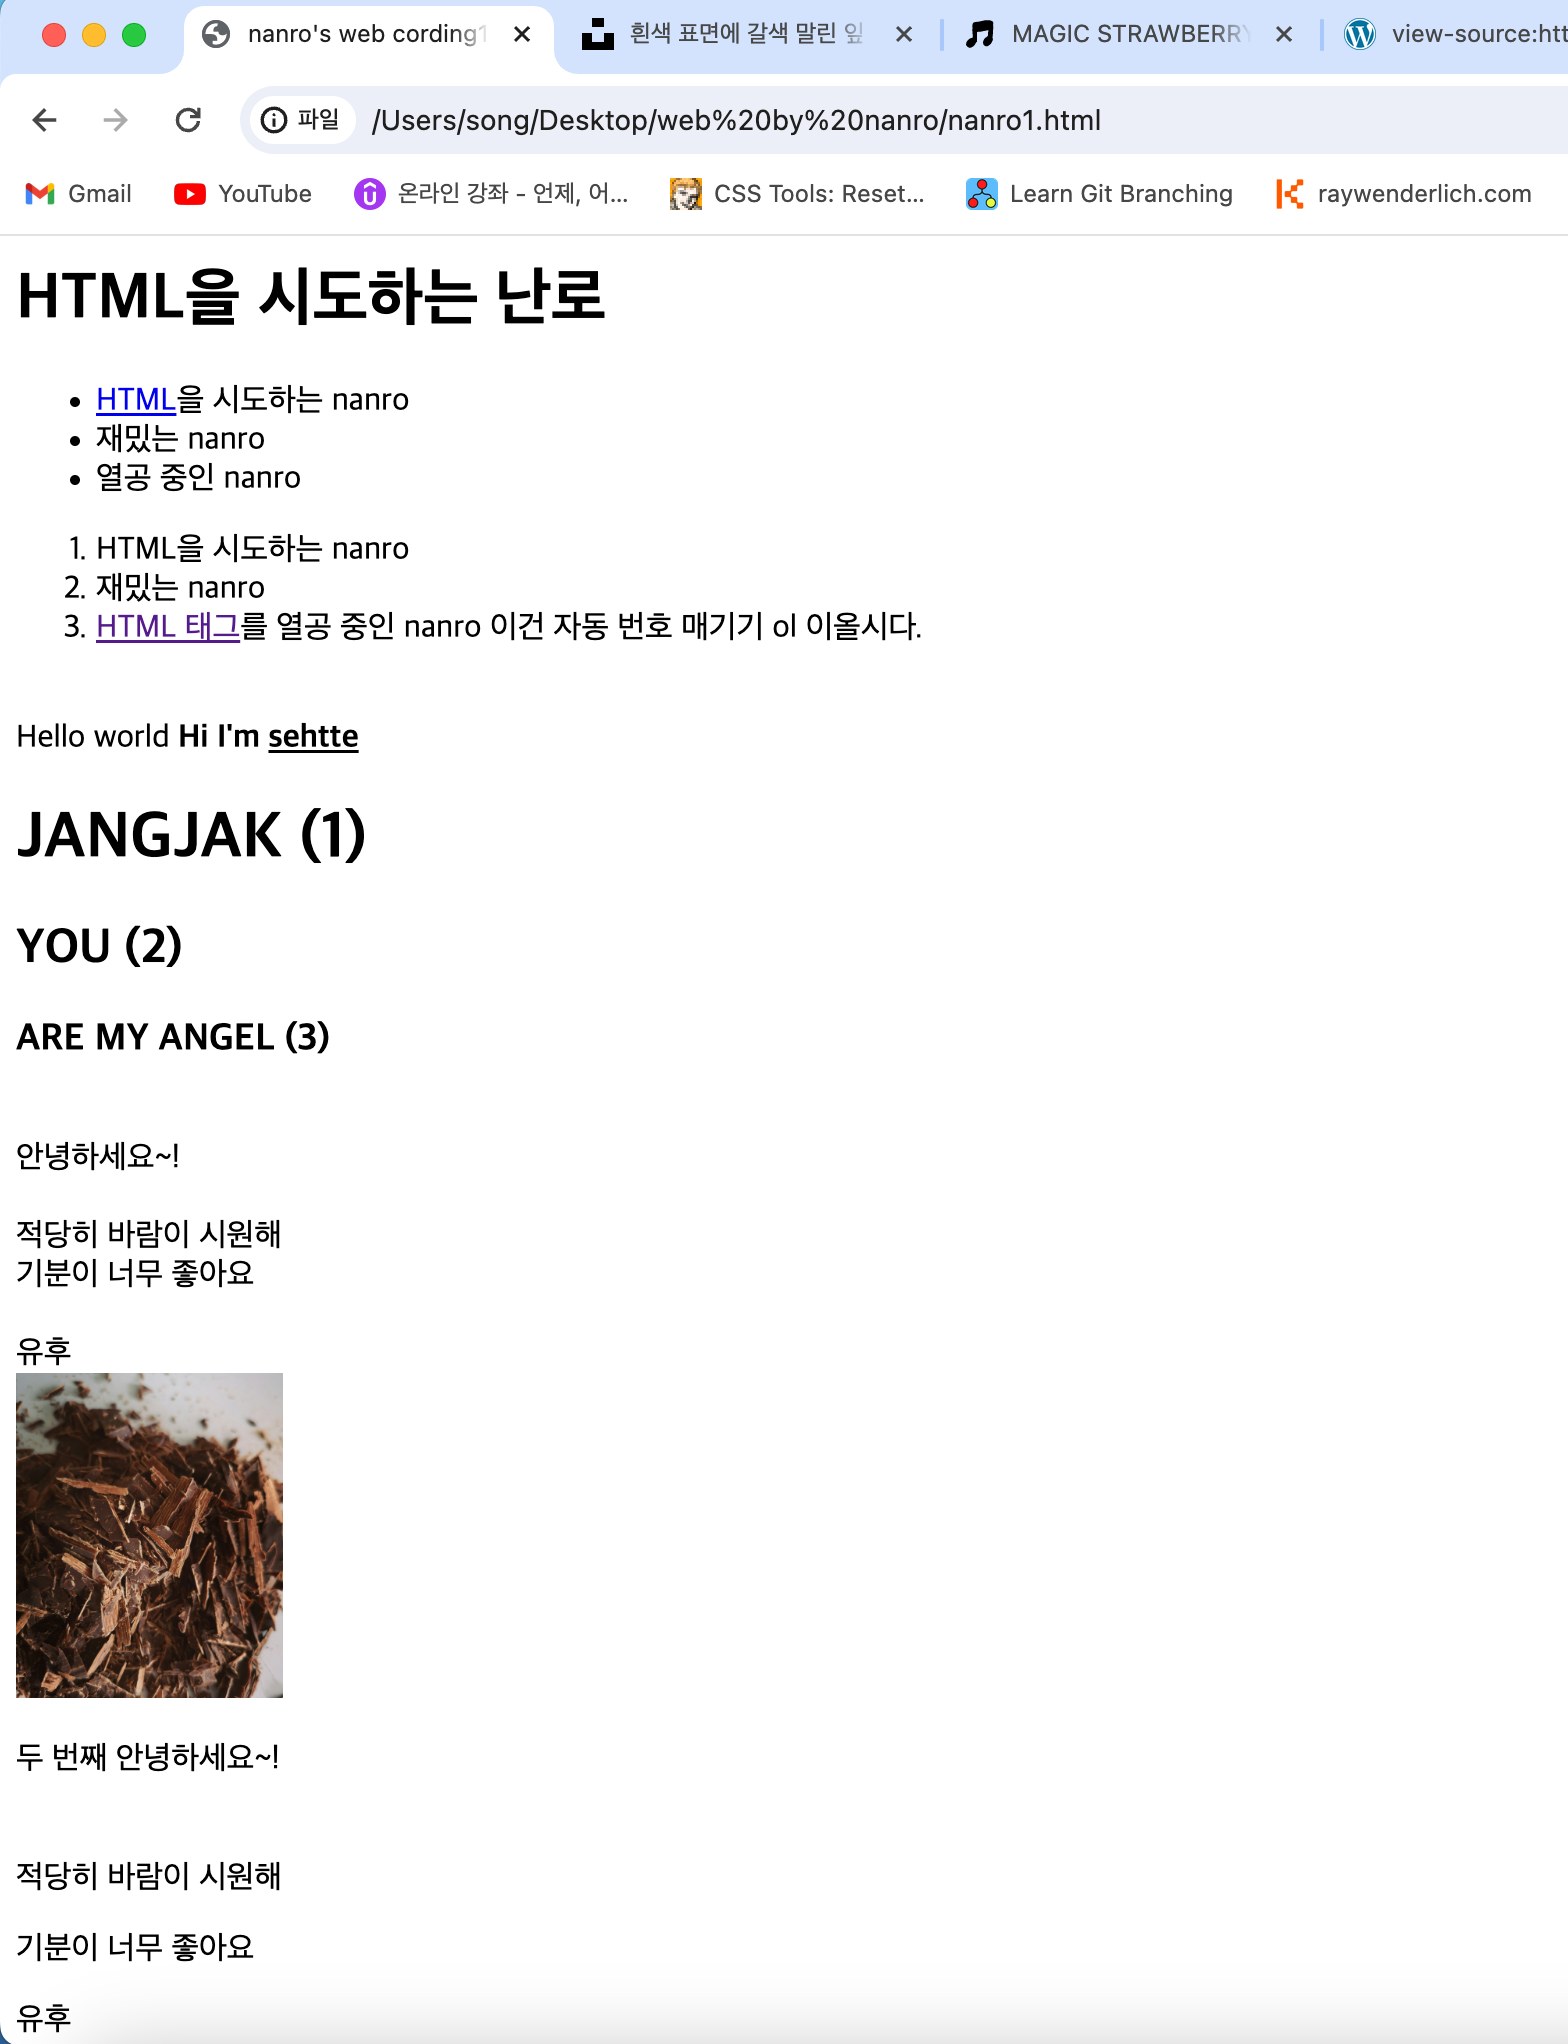 nanro's web cording1
흰색 표면에 갈색 말린 잎
MAGIC STRAWBERRY
view-source:htt
파일 /Users/song/Desktop/web%20by%20nanro/nanro1.html
Gmail YouTube 온라인 강좌 - 언제, 어... CSS Tools: Reset... Learn Git Branching raywenderlich.com
HTML을 시도하는 난로
• HTML을 시도하는 nanro
• 재밌는 nanro
• 열공 중인 nanro
1. HTML을 시도하는 nanro
2. 재밌는 nanro
3. HTML 태그를 열공 중인 nanro 이건 자동 번호 매기기 ol 이올시다.
Hello world Hi I'm sehtte
JANGJAK (1)
YOU (2)
ARE MY ANGEL (3)
안녕하세요~!
적당히 바람이 시원해
기분이 너무 좋아요
유후
두 번째 안녕하세요~!
적당히 바람이 시원해
기분이 너무 좋아요
유후